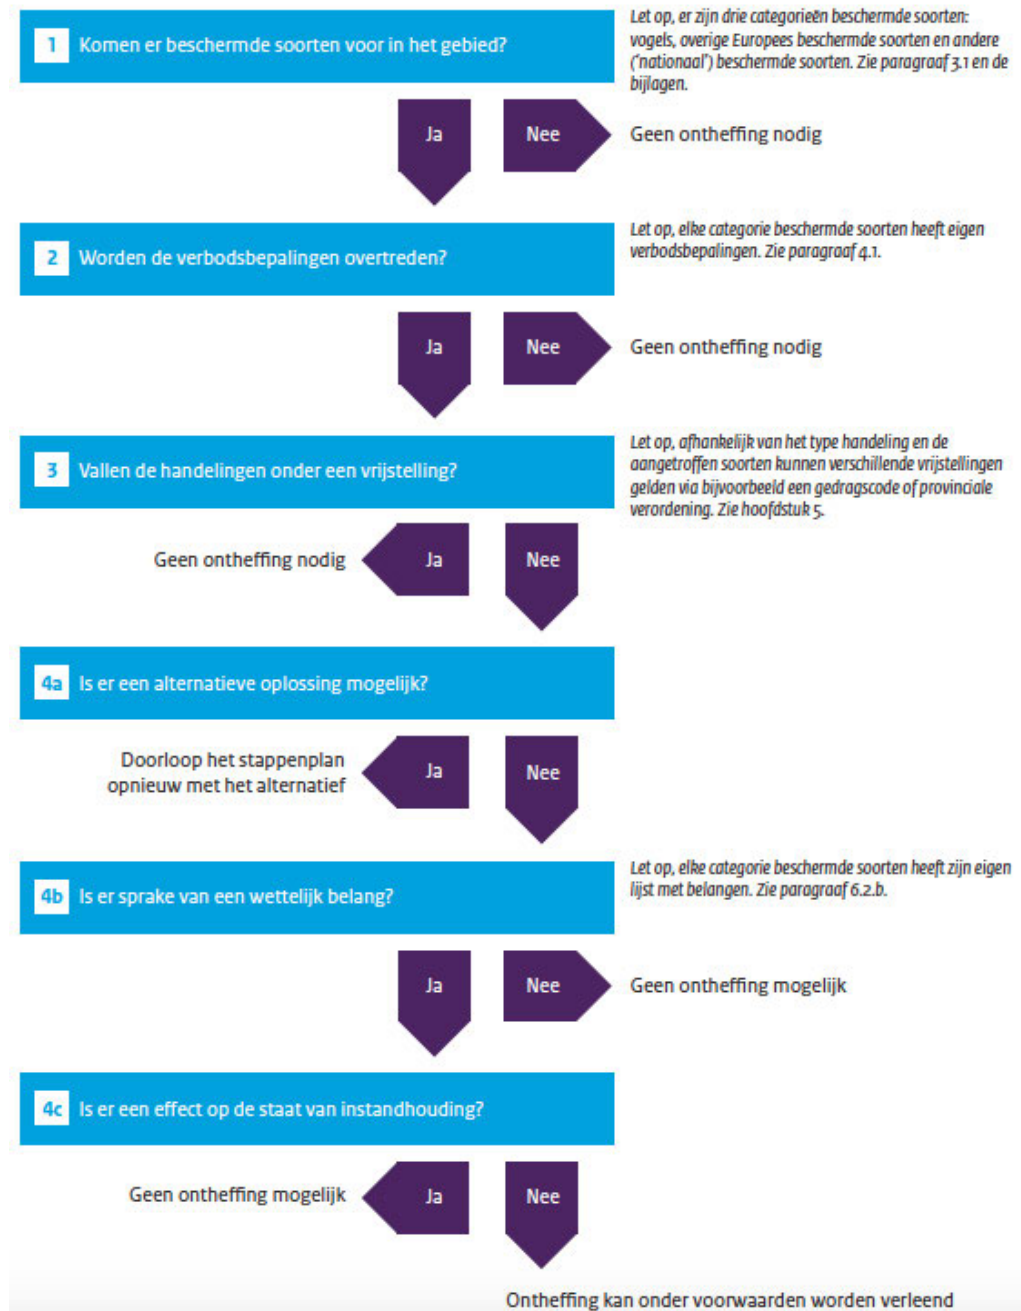 1 Komen er beschermde soorten voor in het gebied?
Let op, er zijn drie categorieën beschermde soorten:
vogels, overige Europees beschermde soorten en andere
('nationaal') beschermde soorten. Zie paragraaf 3.1 en de
bijlagen.
Ja
Nee
Geen ontheffing nodig
2 Worden de verbodsbepalingen overtreden?
Let op, elke categorie beschermde soorten heeft eigen
verbodsbepalingen. Zie paragraaf 4.1.
Ja
Nee
Geen ontheffing nodig
3 Vallen de handelingen onder een vrijstelling?
Let op, afhankelijk van het type handeling en de
aangetroffen soorten kunnen verschillende vrijstellingen
gelden via bijvoorbeeld een gedragscode of provinciale
verordening. Zie hoofdstuk 5.
Geen ontheffing nodig
Ja
Nee
4a Is er een alternatieve oplossing mogelijk?
Doorloop het stappenplan
opnieuw met het alternatief
Ja
Nee
4b Is er sprake van een wettelijk belang?
Let op, elke categorie beschermde soorten heeft zijn eigen
lijst met belangen. Zie paragraaf 6.2.b.
Ja
Nee
Geen ontheffing mogelijk
4c Is er een effect op de staat van instandhouding?
Geen ontheffing mogelijk
Ja
Nee
Ontheffing kan onder voorwaarden worden verleend